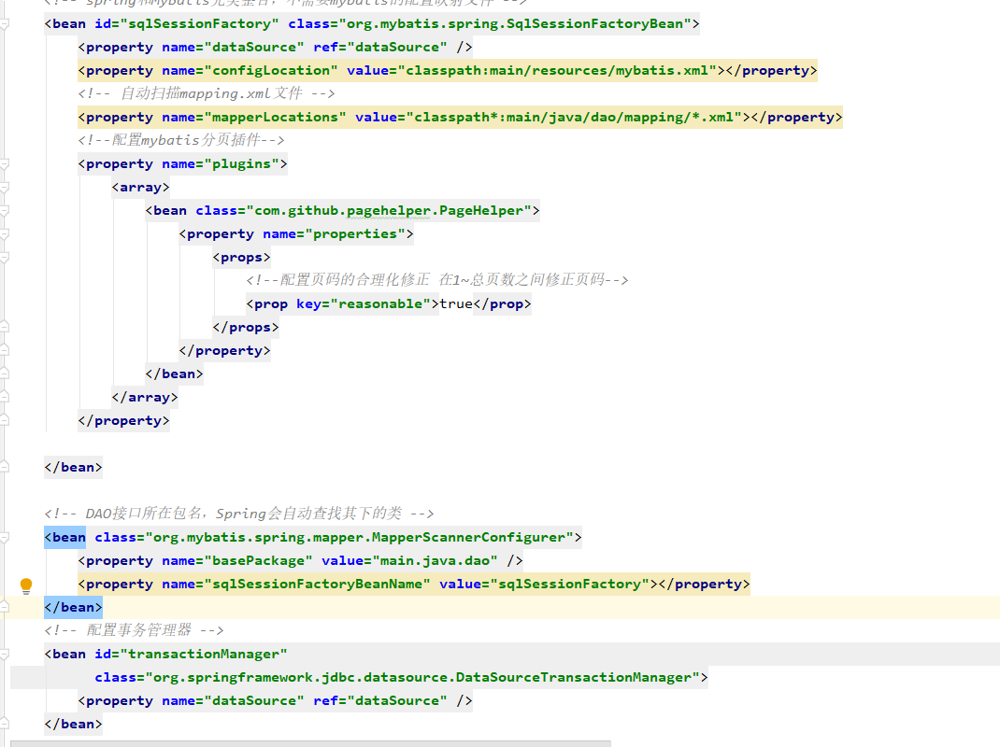 <!-- spring和MyBatis完美整合，不需要mybatis的配置映射文件 -->
<bean id="sqlSessionFactory" class="org.mybatis.spring.SqlSessionFactoryBean">
<property name="dataSource" ref="dataSource" />
<property name="configLocation" value="classpath:main/resources/mybatis.xml"></property>
<!-- 自动扫描mapping.xml文件 -->
<property name="mapperLocations" value="classpath*:main/java/dao/mapping/*.xml"></property>
<!--配置mybatis分页插件-->
<property name="plugins">
<array>
<bean class="com.github.pagehelper.PageHelper">
<property name="properties">
<props>
<!--配置页码的合理化修正 在1~总页数之间修正页码-->
<prop key="reasonable">true</prop>
</props>
</property>
</bean>
</array>
</property>
</bean>
<!-- DAO接口所在包名，Spring会自动查找其下的类 -->
<bean class="org.mybatis.spring.mapper.MapperScannerConfigurer">
<property name="basePackage" value="main.java.dao" />
<property name="sqlSessionFactoryBeanName" value="sqlSessionFactory"></property>
</bean>
<!-- 配置事务管理器 -->
<bean id="transactionManager"
class="org.springframework.jdbc.datasource.DataSourceTransactionManager">
<property name="dataSource" ref="dataSource" />
</bean>